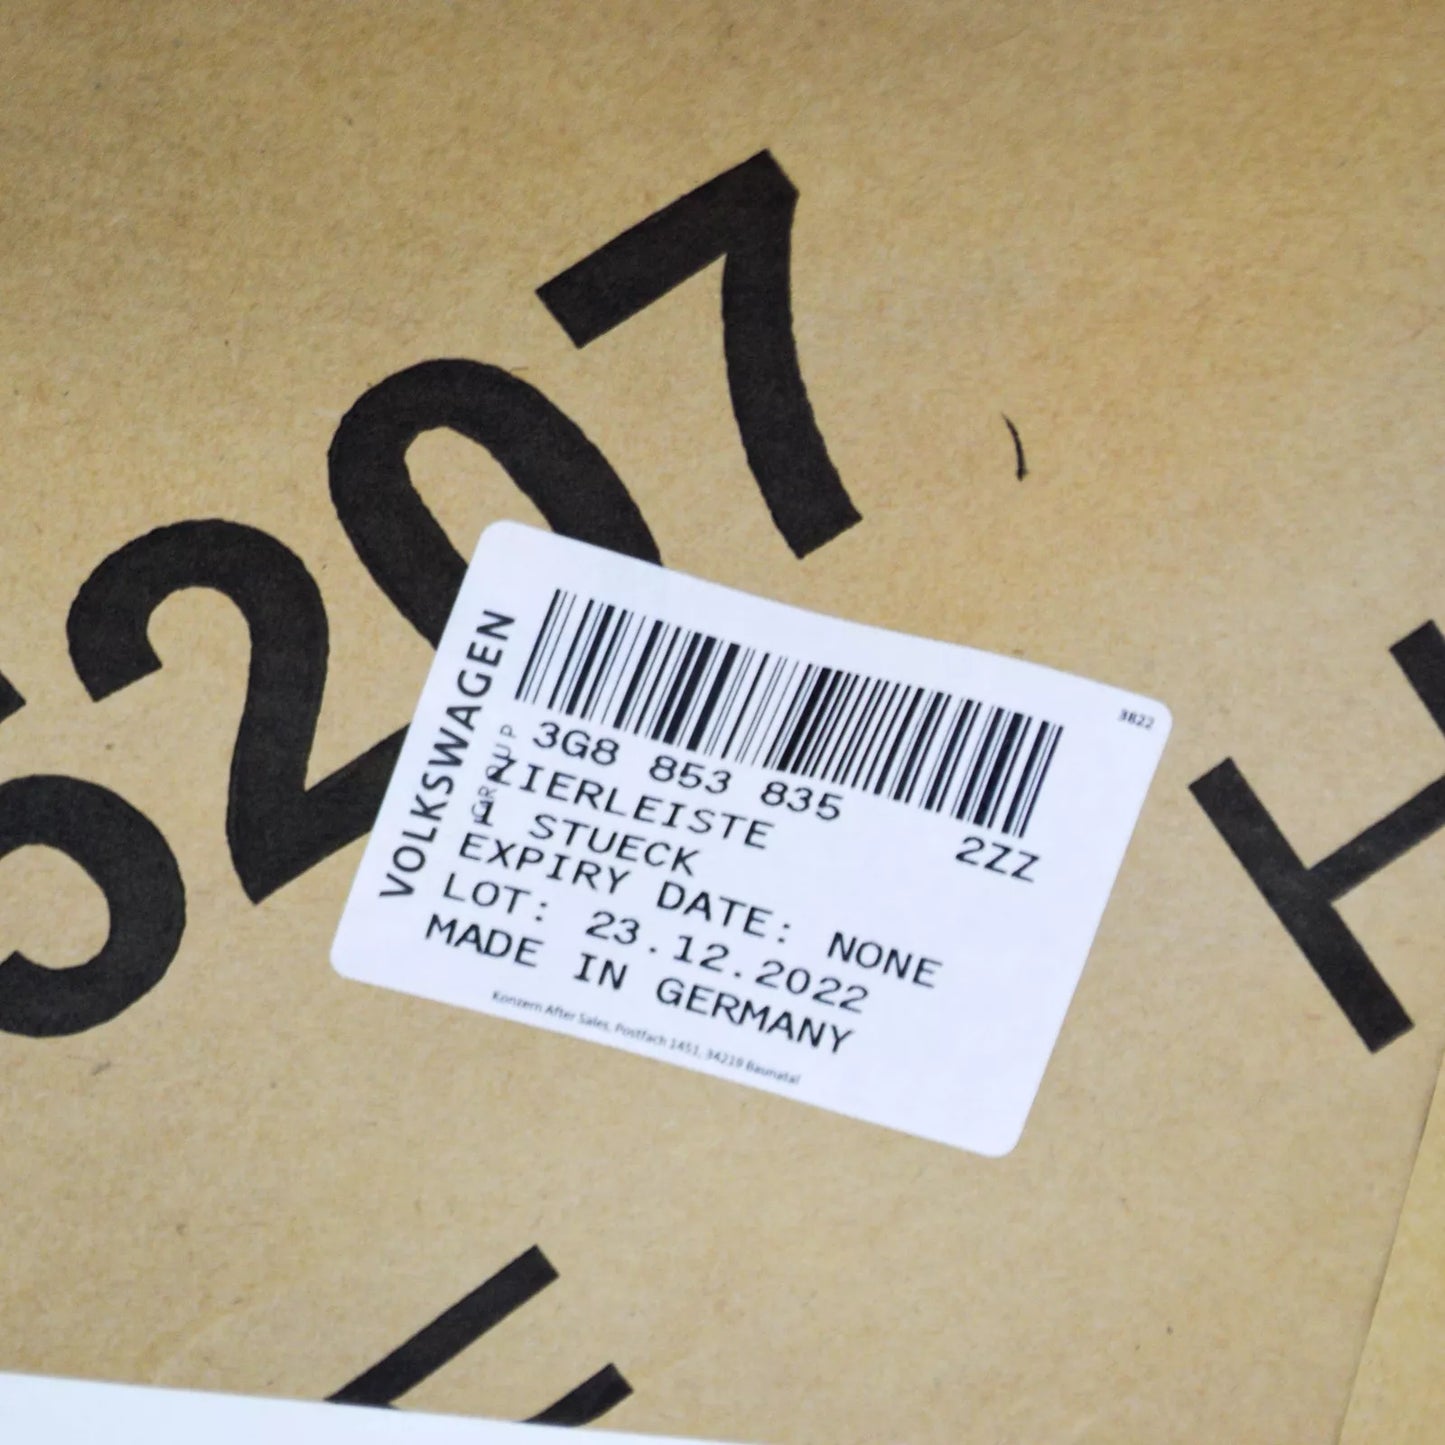 5207
H
VOLKSWAGEN
GROUP
3822
3G8 853 835 2ZZ
ZIERLEISTE
1 STUECK
EXPIRY DATE: NONE
LOT: 23.12.2022
MADE IN GERMANY
Konzern After Sales, Postfach 1451, 34219 Baunatal